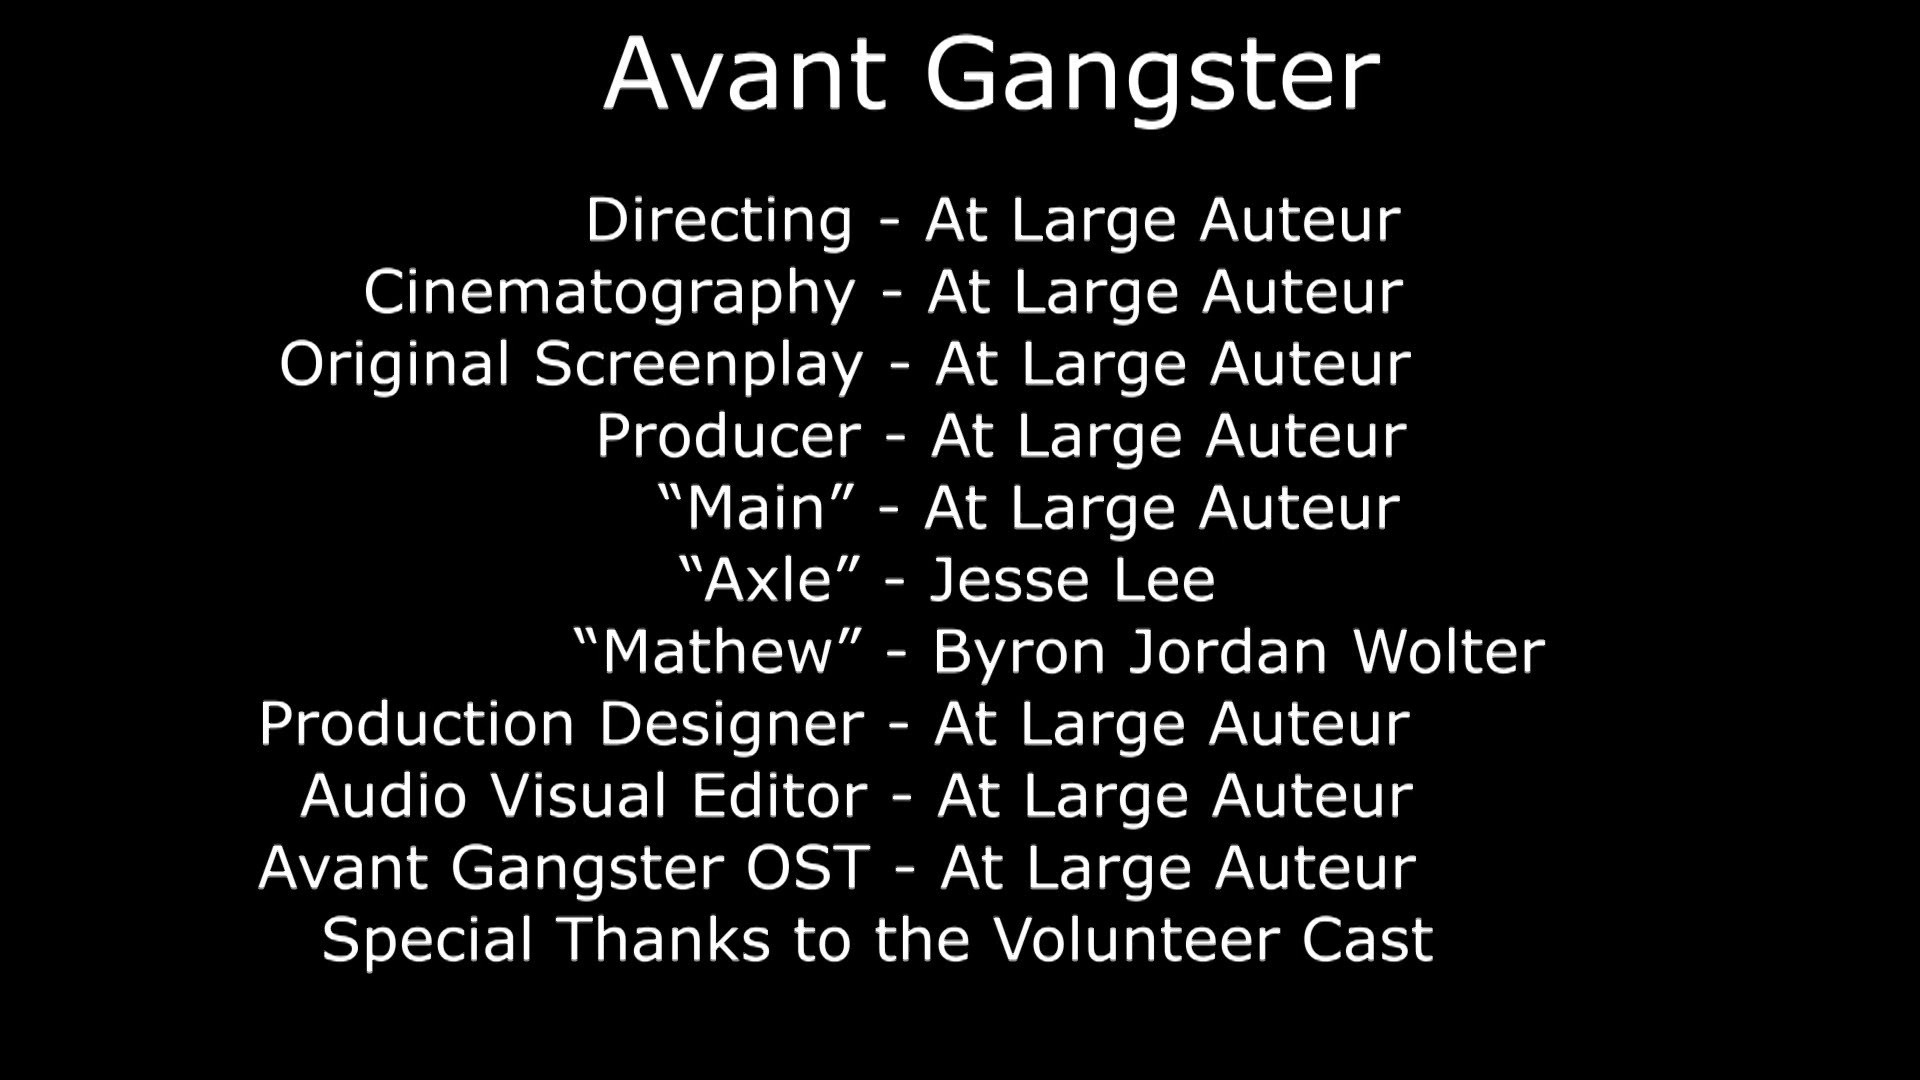 Avant Gangster
Directing - At Large Auteur
Cinematography - At Large Auteur
Original Screenplay - At Large Auteur
Producer - At Large Auteur
“Main” - At Large Auteur
“Axle” - Jesse Lee
“Mathew” - Byron Jordan Wolter
Production Designer - At Large Auteur
Audio Visual Editor - At Large Auteur
Avant Gangster OST - At Large Auteur
Special Thanks to the Volunteer Cast